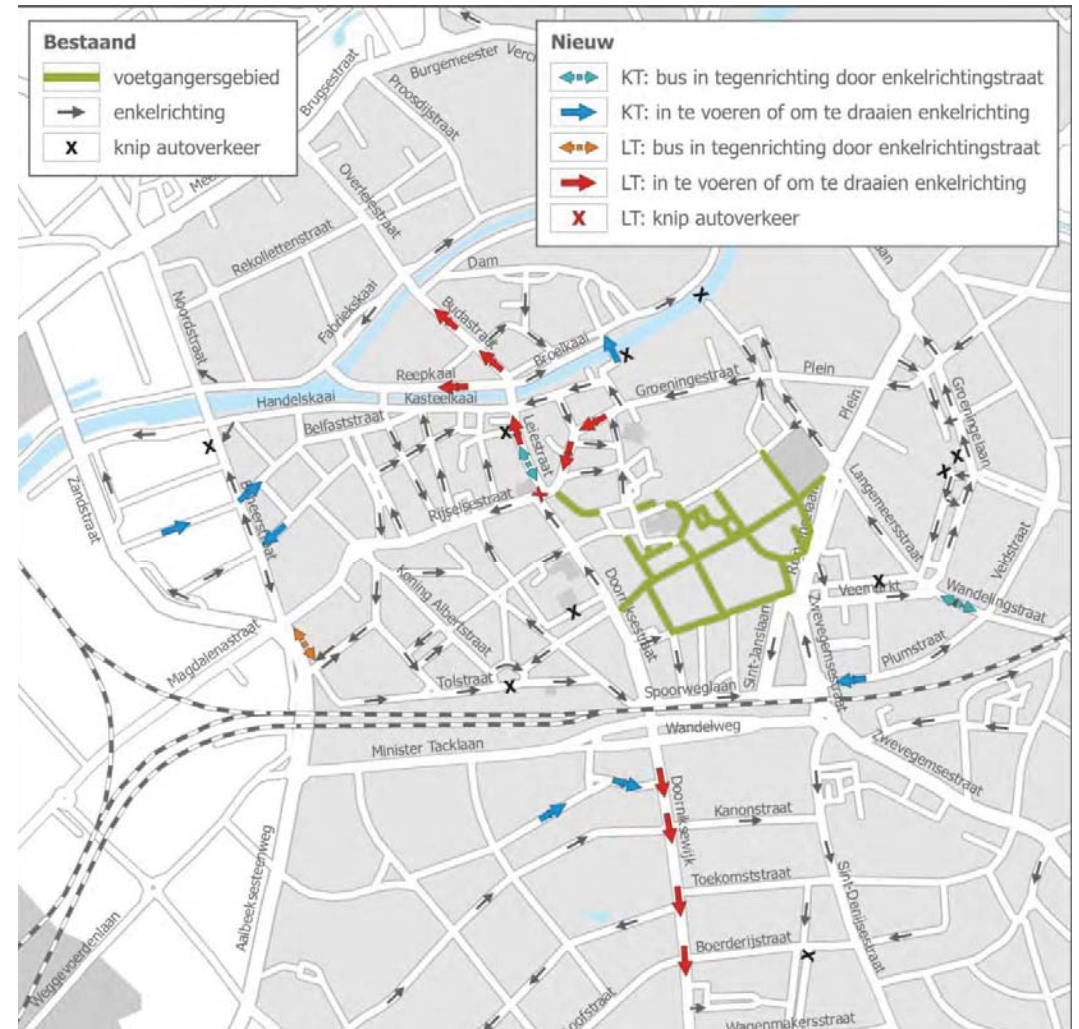 Bestaand
voetgangersgebied
enkelrichting
x knip autoverkeer
Nieuw
KT: bus in tegenrichting door enkelrichtingstraat
KT: in te voeren of om te draaien enkelrichting
LT: bus in tegenrichting door enkelrichtingstraat
LT: in te voeren of om te draaien enkelrichting
x LT: knip autoverkeer
Brugsestraat
Burgemeester
Proosdijstraat
Overleiestraat
Rekollettenstraat
Noordstraat
Fabriekskaai
Dam
Budastraat
Broelkaai
Reepkaai
Handelskaai
Kasteelkaai
Belfaststraat
Leiestraat
Groeningestraat
Plein
Plein
Groeningelaan
Zandstraat
Rijselsestraat
Langemeersstraat
Veldstraat
Koning Albertstraat
Doorniksestraat
Veemarkt
Wandelingstraat
Magdalenastraat
Sint-Janslaan
Zwevegemsestraat
Plumstraat
Tolstraat
Spoorweglaan
Wandelweg
Minister Tacklaan
Zwevegemsestraat
Doorniksewijk
Kanonstraat
Aalbeeksesteenweg
Toekomststraat
Sint-Denijsestraat
Boerderijstraat
Weggevoerdenlaan
Wagenmakersstraat